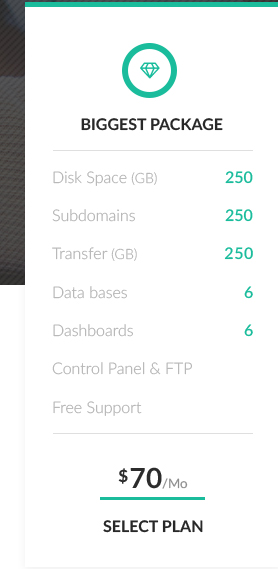 BIGGEST PACKAGE
Disk Space (GB) 250
Subdomains 250
Transfer (GB) 250
Data bases 6
Dashboards 6
Control Panel & FTP
Free Support
$70/Mo
SELECT PLAN